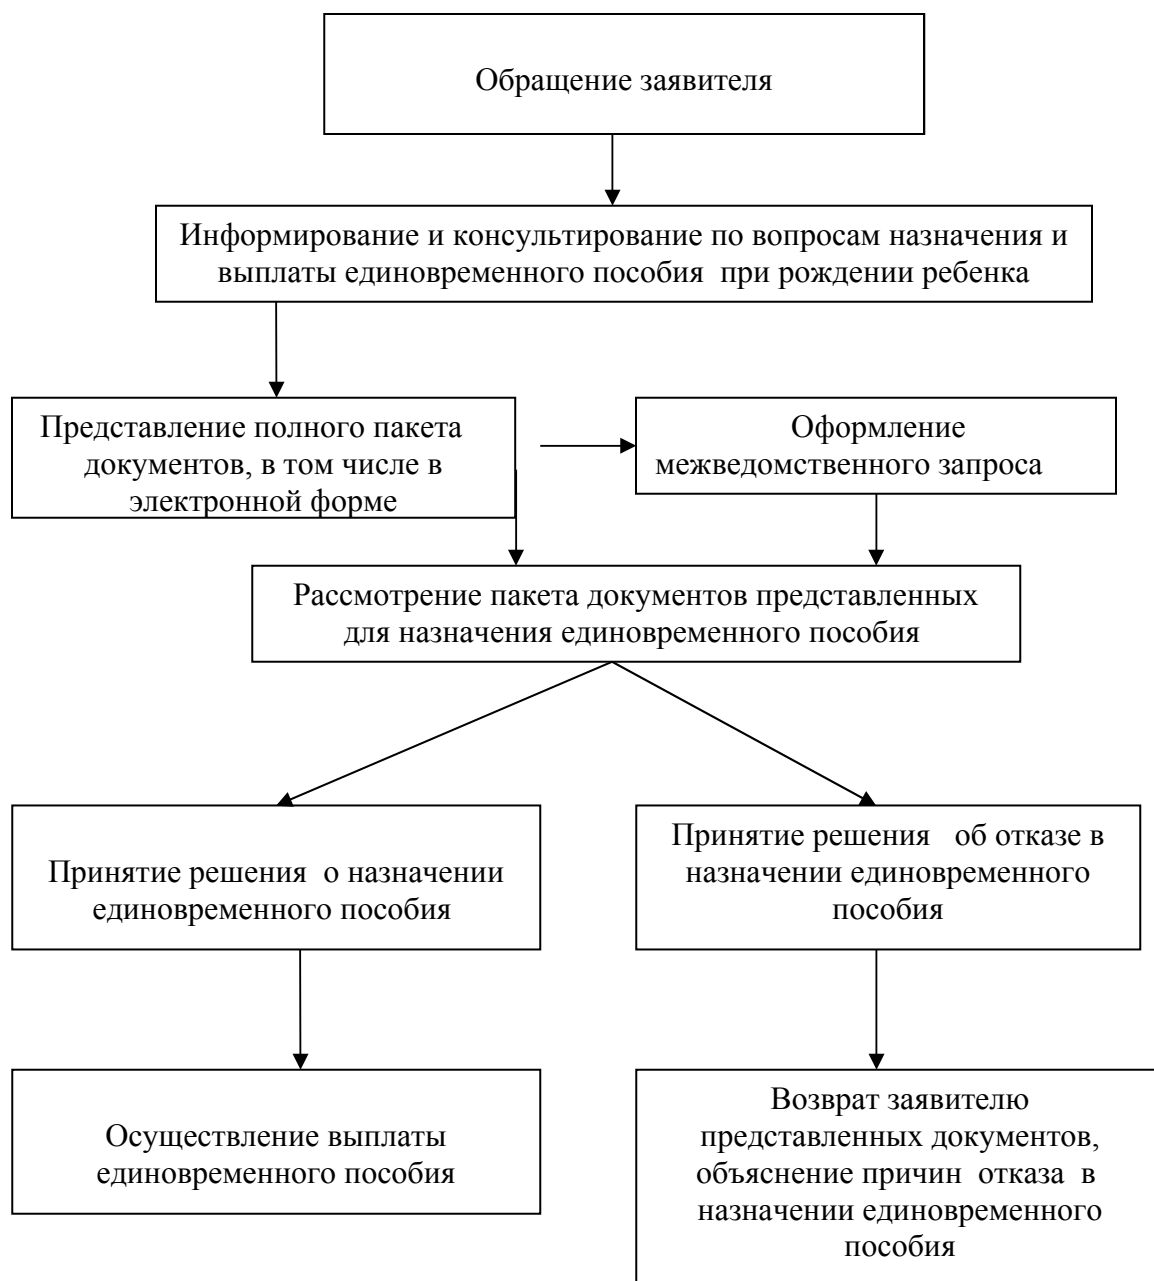 Обращение заявителя
Информирование и консультирование по вопросам назначения и
выплаты единовременного пособия при рождении ребенка
Представление полного пакета
документов, в том числе в
электронной форме
Оформление
межведомственного запроса
Рассмотрение пакета документов представленных
для назначения единовременного пособия
Принятие решения о назначении
единовременного пособия
Принятие решения об отказе в
назначении единовременного
пособия
Осуществление выплаты
единовременного пособия
Возврат заявителю
представленных документов,
объяснение причин отказа в
назначении единовременного
пособия